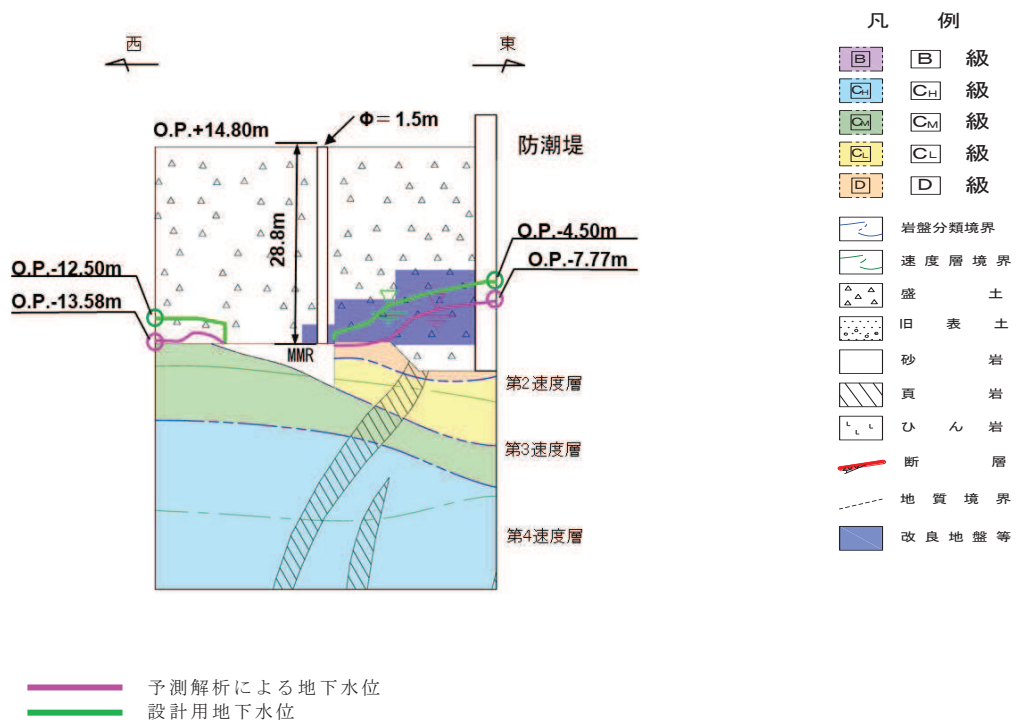 西
東
O.P.+14.80m
Φ＝ 1.5m
防潮堤
28.8m
O.P.-12.50m
O.P.-13.58m
O.P.-4.50m
O.P.-7.77m
MMR
第2速度層
第3速度層
第4速度層
凡 例
B B 級
CH CH 級
CM CM 級
CL CL 級
D D 級
岩盤分類境界
速度層境界
盛土
旧表土
砂岩
頁岩
ひん岩
断層
地質境界
改良地盤等
予測解析による地下水位
設計用地下水位